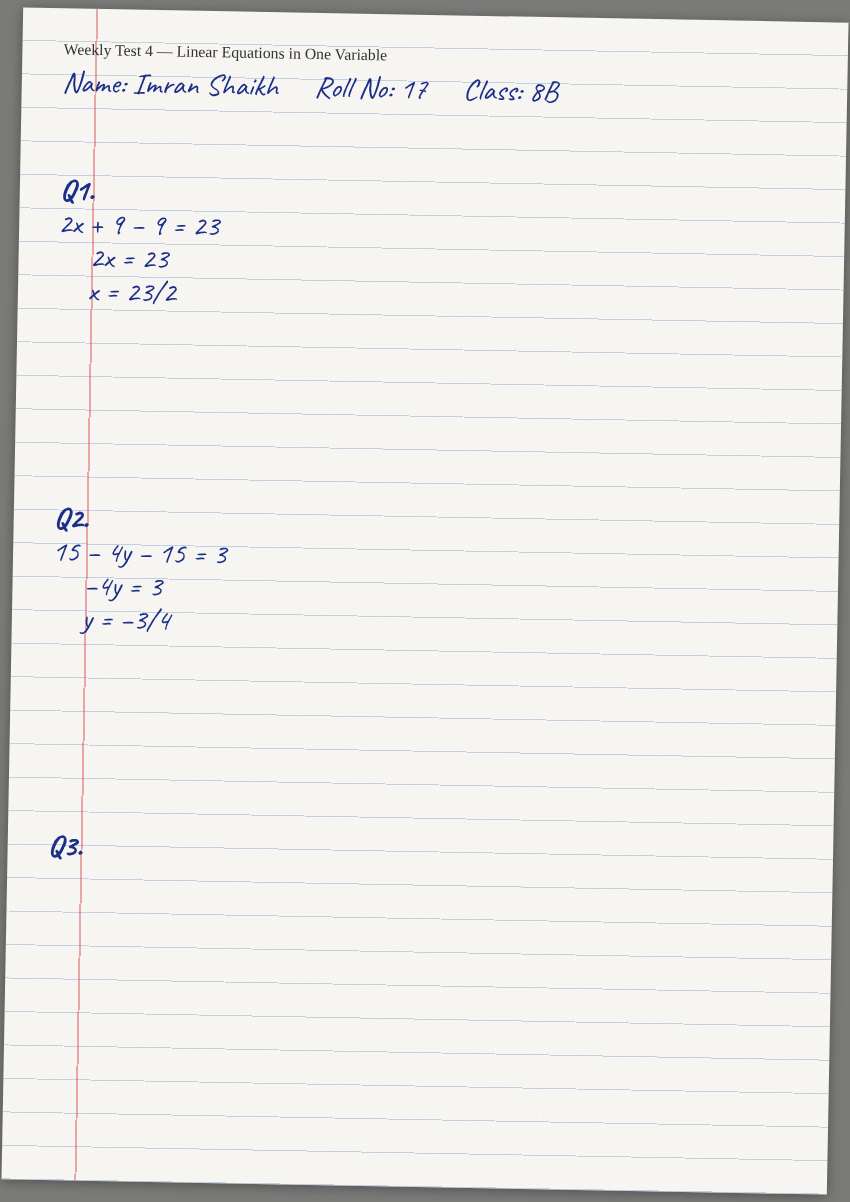 Weekly Test 4 — Linear Equations in One Variable
Name: Imran Shaikh Roll No: 17 Class: 8B
Q1.
2x + 9 – 9 = 23
2x = 23
x = 23/2
Q2.
15 – 4y – 15 = 3
–4y = 3
y = –3/4
Q3.